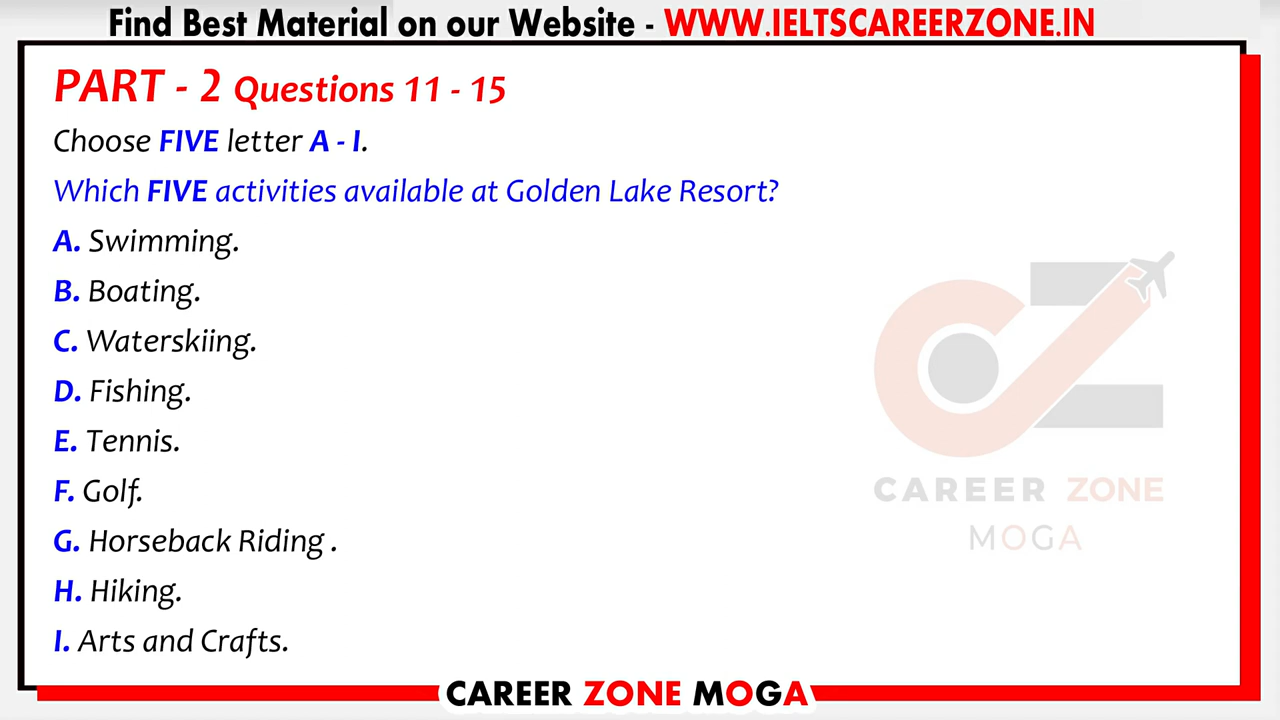 Find Best Material on our Website - WWW.IELTSCAREERZONE.IN
PART - 2 Questions 11 - 15
Choose FIVE letter A - I.
Which FIVE activities available at Golden Lake Resort?
A. Swimming.
B. Boating.
C. Waterskiing.
D. Fishing.
E. Tennis.
F. Golf.
G. Horseback Riding .
H. Hiking.
I. Arts and Crafts.
CZ
CAREER ZONE
MOGA
CAREER ZONE MOGA